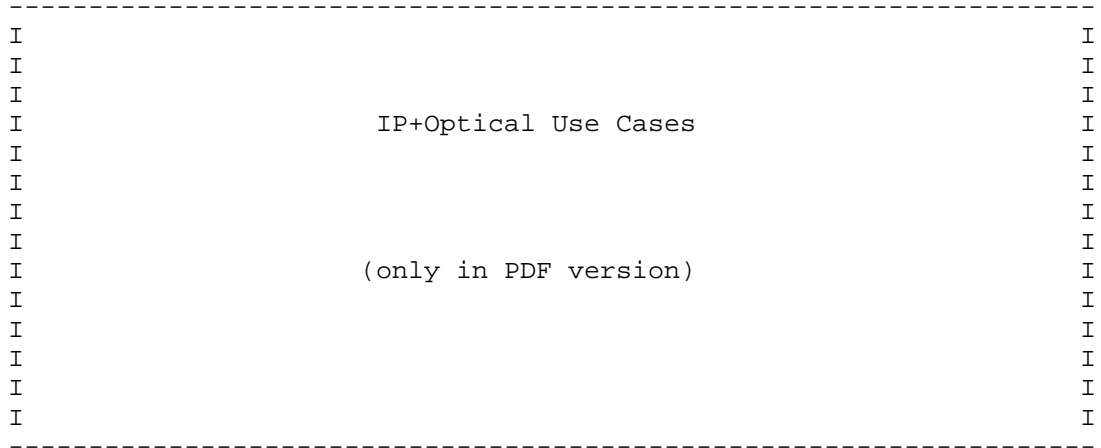 --------------------------------------------------------------------
I                                                                  I
I                                                                  I
I                                                                  I
I                       IP+Optical Use Cases                       I
I                                                                  I
I                                                                  I
I                                                                  I
I                                                                  I
I                      (only in PDF version)                       I
I                                                                  I
I                                                                  I
I                                                                  I
I                                                                  I
I                                                                  I
--------------------------------------------------------------------